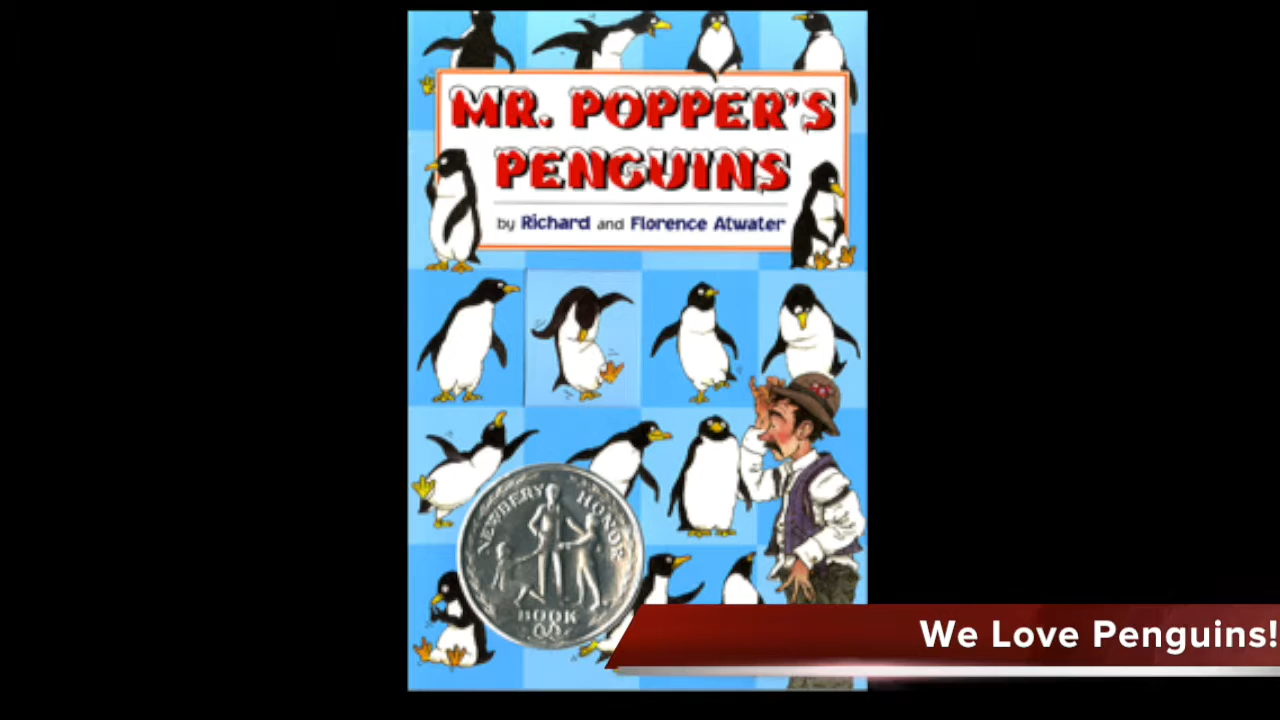 MR. POPPER'S
PENGUINS
by Richard and Florence Atwater
NEWBERY HONOR
BOOK
We Love Penguins!